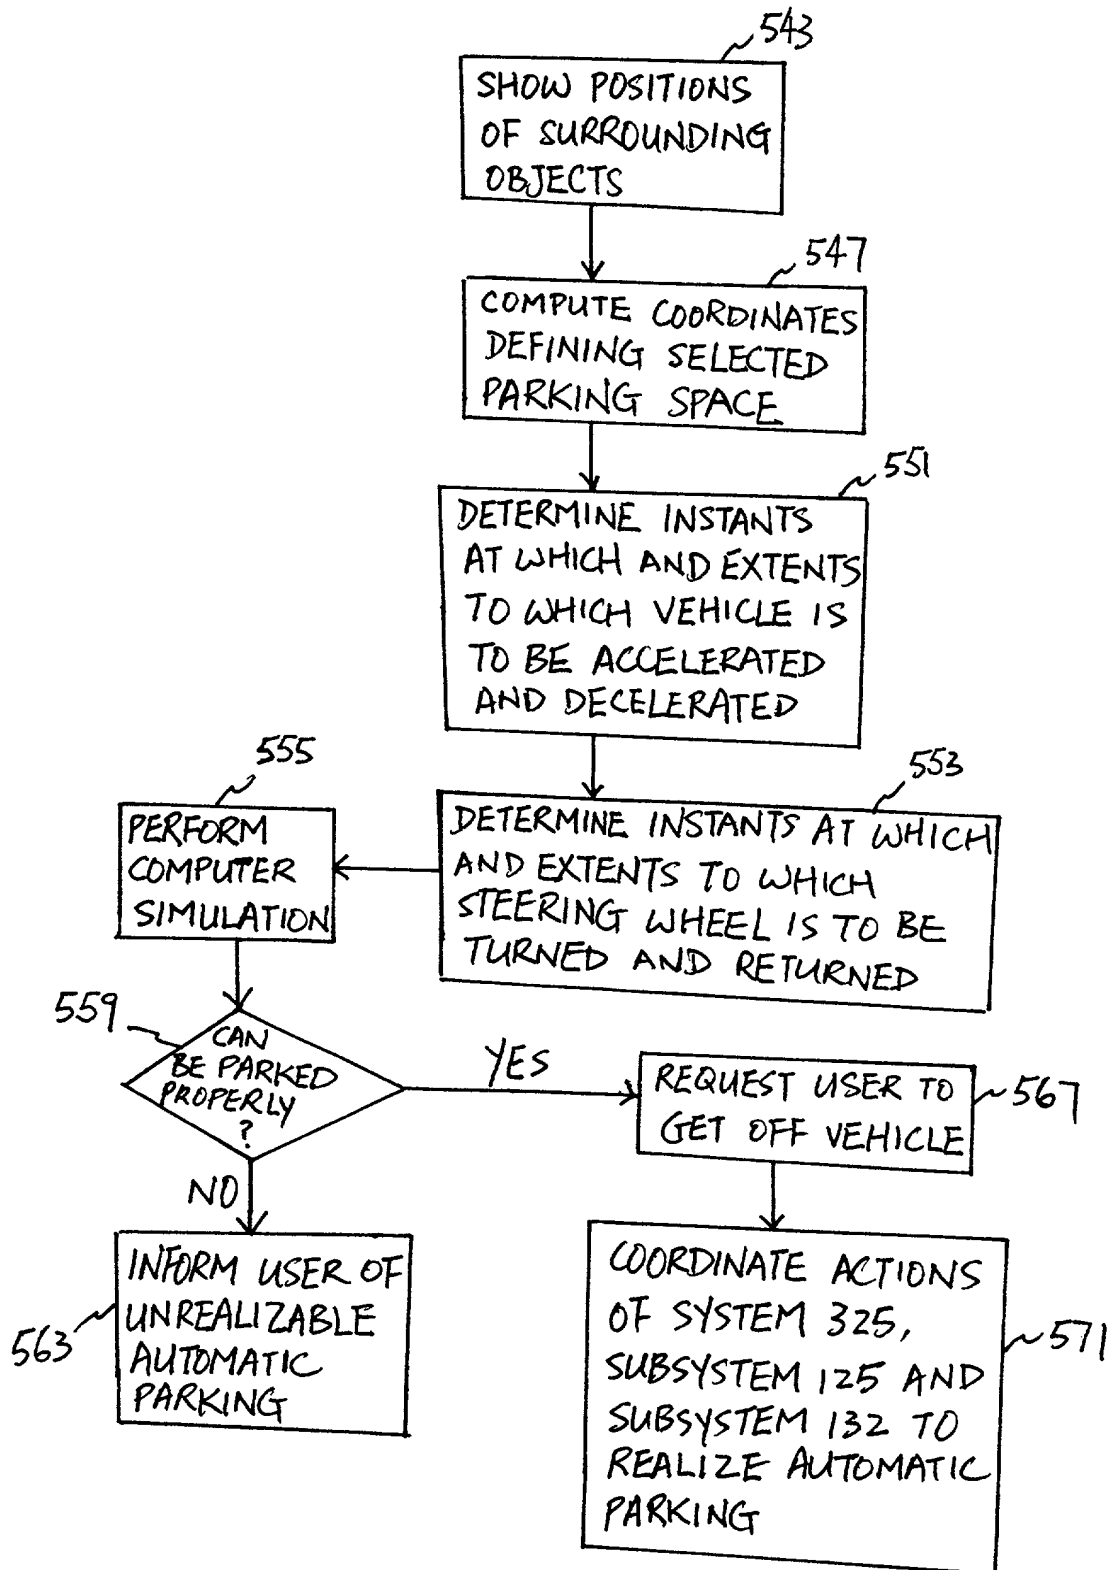 543
SHOW POSITIONS
OF SURROUNDING
OBJECTS
547
COMPUTE COORDINATES
DEFINING SELECTED
PARKING SPACE
551
DETERMINE INSTANTS
AT WHICH AND EXTENTS
TO WHICH VEHICLE IS
TO BE ACCELERATED
AND DECELERATED
553
DETERMINE INSTANTS AT WHICH
AND EXTENTS TO WHICH
STEERING WHEEL IS TO BE
TURNED AND RETURNED
555
PERFORM
COMPUTER
SIMULATION
559
CAN
BE PARKED
PROPERLY
?
YES
NO
REQUEST USER TO
GET OFF VEHICLE
567
INFORM USER OF
UNREALIZABLE
AUTOMATIC
PARKING
563
COORDINATE ACTIONS
OF SYSTEM 325,
SUBSYSTEM 125 AND
SUBSYSTEM 132 TO
REALIZE AUTOMATIC
PARKING
571